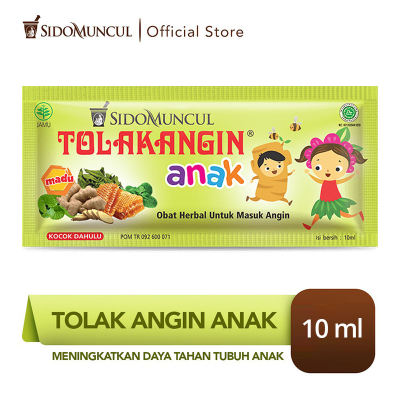 SIDOMUNCUL | Official Store
SIDOMUNCUL
JAMU
TOLAKANGIN®
anak
madu
Obat Herbal Untuk Masuk Angin
KOCOK DAHULU
POM TR 092 600 071
isi bersih : 10ml
TOLAK ANGIN ANAK
10 ml
MENINGKATKAN DAYA TAHAN TUBUH ANAK